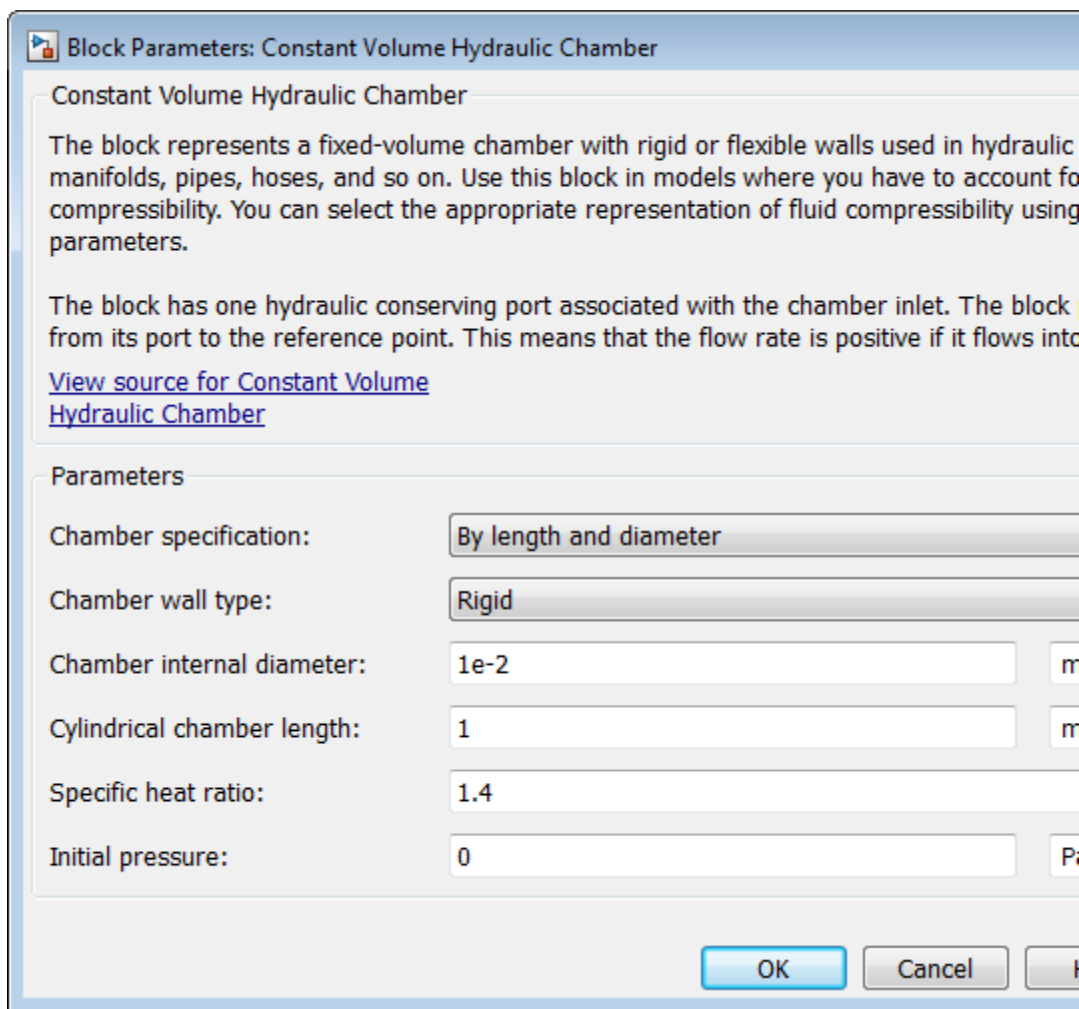 Block Parameters: Constant Volume Hydraulic Chamber
Constant Volume Hydraulic Chamber
The block represents a fixed-volume chamber with rigid or flexible walls used in hydraulic
manifolds, pipes, hoses, and so on. Use this block in models where you have to account fo
compressibility. You can select the appropriate representation of fluid compressibility using
parameters.
The block has one hydraulic conserving port associated with the chamber inlet. The block
from its port to the reference point. This means that the flow rate is positive if it flows into
View source for Constant Volume
Hydraulic Chamber
Parameters
Chamber specification: By length and diameter
Chamber wall type: Rigid
Chamber internal diameter: 1e-2 m
Cylindrical chamber length: 1 m
Specific heat ratio: 1.4
Initial pressure: 0 Pa
OK Cancel